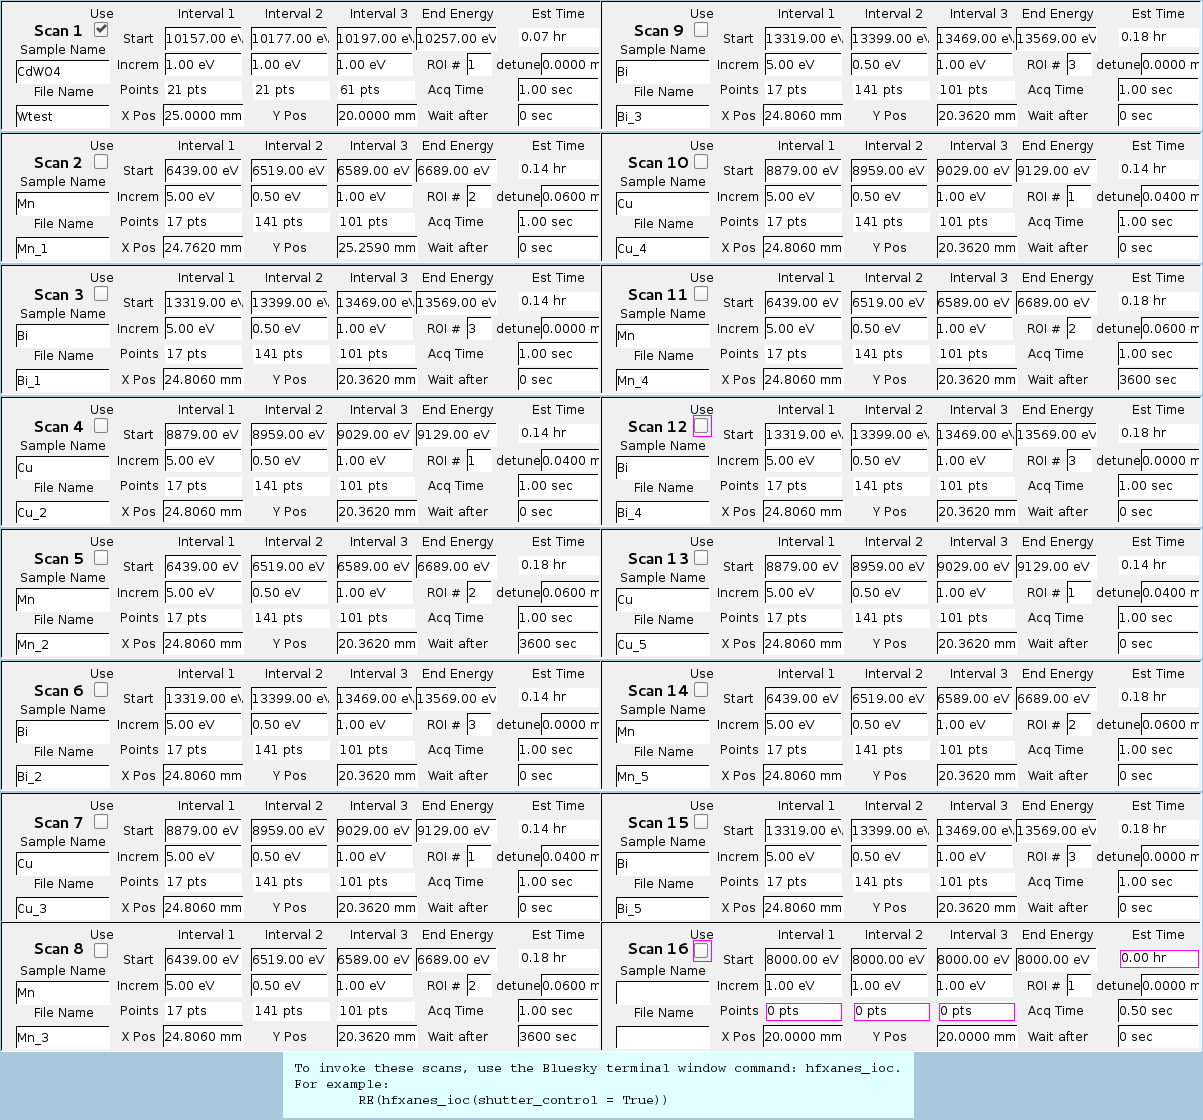 Use Interval 1 Interval 2 Interval 3 End Energy Est Time
Scan 1 Start 10157.00 eV 10177.00 eV 10197.00 eV 10257.00 eV 0.07 hr
Sample Name
CdWO4 Increm 1.00 eV 1.00 eV 1.00 eV ROI # 1 detune 0.0000 m
File Name Points 21 pts 21 pts 61 pts Acq Time 1.00 sec
Wtest X Pos 25.0000 mm Y Pos 20.0000 mm Wait after 0 sec
Use Interval 1 Interval 2 Interval 3 End Energy Est Time
Scan 2 Start 6439.00 eV 6519.00 eV 6589.00 eV 6689.00 eV 0.14 hr
Sample Name
Mn Increm 5.00 eV 0.50 eV 1.00 eV ROI # 2 detune 0.0600 m
File Name Points 17 pts 141 pts 101 pts Acq Time 1.00 sec
Mn_1 X Pos 24.7620 mm Y Pos 25.2590 mm Wait after 0 sec
Use Interval 1 Interval 2 Interval 3 End Energy Est Time
Scan 3 Start 13319.00 eV 13399.00 eV 13469.00 eV 13569.00 eV 0.14 hr
Sample Name
Bi Increm 5.00 eV 0.50 eV 1.00 eV ROI # 3 detune 0.0000 m
File Name Points 17 pts 141 pts 101 pts Acq Time 1.00 sec
Bi_1 X Pos 24.8060 mm Y Pos 20.3620 mm Wait after 0 sec
Use Interval 1 Interval 2 Interval 3 End Energy Est Time
Scan 4 Start 8879.00 eV 8959.00 eV 9029.00 eV 9129.00 eV 0.14 hr
Sample Name
Cu Increm 5.00 eV 0.50 eV 1.00 eV ROI # 1 detune 0.0400 m
File Name Points 17 pts 141 pts 101 pts Acq Time 1.00 sec
Cu_2 X Pos 24.8060 mm Y Pos 20.3620 mm Wait after 0 sec
Use Interval 1 Interval 2 Interval 3 End Energy Est Time
Scan 5 Start 6439.00 eV 6519.00 eV 6589.00 eV 6689.00 eV 0.18 hr
Sample Name
Mn Increm 5.00 eV 0.50 eV 1.00 eV ROI # 2 detune 0.0600 m
File Name Points 17 pts 141 pts 101 pts Acq Time 1.00 sec
Mn_2 X Pos 24.8060 mm Y Pos 20.3620 mm Wait after 3600 sec
Use Interval 1 Interval 2 Interval 3 End Energy Est Time
Scan 6 Start 13319.00 eV 13399.00 eV 13469.00 eV 13569.00 eV 0.14 hr
Sample Name
Bi Increm 5.00 eV 0.50 eV 1.00 eV ROI # 3 detune 0.0000 m
File Name Points 17 pts 141 pts 101 pts Acq Time 1.00 sec
Bi_2 X Pos 24.8060 mm Y Pos 20.3620 mm Wait after 0 sec
Use Interval 1 Interval 2 Interval 3 End Energy Est Time
Scan 7 Start 8879.00 eV 8959.00 eV 9029.00 eV 9129.00 eV 0.14 hr
Sample Name
Cu Increm 5.00 eV 0.50 eV 1.00 eV ROI # 1 detune 0.0400 m
File Name Points 17 pts 141 pts 101 pts Acq Time 1.00 sec
Cu_3 X Pos 24.8060 mm Y Pos 20.3620 mm Wait after 0 sec
Use Interval 1 Interval 2 Interval 3 End Energy Est Time
Scan 8 Start 6439.00 eV 6519.00 eV 6589.00 eV 6689.00 eV 0.18 hr
Sample Name
Mn Increm 5.00 eV 0.50 eV 1.00 eV ROI # 2 detune 0.0600 m
File Name Points 17 pts 141 pts 101 pts Acq Time 1.00 sec
Mn_3 X Pos 24.8060 mm Y Pos 20.3620 mm Wait after 3600 sec
Use Interval 1 Interval 2 Interval 3 End Energy Est Time
Scan 9 Start 13319.00 eV 13399.00 eV 13469.00 eV 13569.00 eV 0.18 hr
Sample Name
Bi Increm 5.00 eV 0.50 eV 1.00 eV ROI # 3 detune 0.0000 m
File Name Points 17 pts 141 pts 101 pts Acq Time 1.00 sec
Bi_3 X Pos 24.8060 mm Y Pos 20.3620 mm Wait after 0 sec
Use Interval 1 Interval 2 Interval 3 End Energy Est Time
Scan 10 Start 8879.00 eV 8959.00 eV 9029.00 eV 9129.00 eV 0.14 hr
Sample Name
Cu Increm 5.00 eV 0.50 eV 1.00 eV ROI # 1 detune 0.0400 m
File Name Points 17 pts 141 pts 101 pts Acq Time 1.00 sec
Cu_4 X Pos 24.8060 mm Y Pos 20.3620 mm Wait after 0 sec
Use Interval 1 Interval 2 Interval 3 End Energy Est Time
Scan 11 Start 6439.00 eV 6519.00 eV 6589.00 eV 6689.00 eV 0.18 hr
Sample Name
Mn Increm 5.00 eV 0.50 eV 1.00 eV ROI # 2 detune 0.0600 m
File Name Points 17 pts 141 pts 101 pts Acq Time 1.00 sec
Mn_4 X Pos 24.8060 mm Y Pos 20.3620 mm Wait after 3600 sec
Use Interval 1 Interval 2 Interval 3 End Energy Est Time
Scan 12 Start 13319.00 eV 13399.00 eV 13469.00 eV 13569.00 eV 0.18 hr
Sample Name
Bi Increm 5.00 eV 0.50 eV 1.00 eV ROI # 3 detune 0.0000 m
File Name Points 17 pts 141 pts 101 pts Acq Time 1.00 sec
Bi_4 X Pos 24.8060 mm Y Pos 20.3620 mm Wait after 0 sec
Use Interval 1 Interval 2 Interval 3 End Energy Est Time
Scan 13 Start 8879.00 eV 8959.00 eV 9029.00 eV 9129.00 eV 0.14 hr
Sample Name
Cu Increm 5.00 eV 0.50 eV 1.00 eV ROI # 1 detune 0.0400 m
File Name Points 17 pts 141 pts 101 pts Acq Time 1.00 sec
Cu_5 X Pos 24.8060 mm Y Pos 20.3620 mm Wait after 0 sec
Use Interval 1 Interval 2 Interval 3 End Energy Est Time
Scan 14 Start 6439.00 eV 6519.00 eV 6589.00 eV 6689.00 eV 0.18 hr
Sample Name
Mn Increm 5.00 eV 0.50 eV 1.00 eV ROI # 2 detune 0.0600 m
File Name Points 17 pts 141 pts 101 pts Acq Time 1.00 sec
Mn_5 X Pos 24.8060 mm Y Pos 20.3620 mm Wait after 0 sec
Use Interval 1 Interval 2 Interval 3 End Energy Est Time
Scan 15 Start 13319.00 eV 13399.00 eV 13469.00 eV 13569.00 eV 0.18 hr
Sample Name
Bi Increm 5.00 eV 0.50 eV 1.00 eV ROI # 3 detune 0.0000 m
File Name Points 17 pts 141 pts 101 pts Acq Time 1.00 sec
Bi_5 X Pos 24.8060 mm Y Pos 20.3620 mm Wait after 0 sec
Use Interval 1 Interval 2 Interval 3 End Energy Est Time
Scan 16 Start 8000.00 eV 8000.00 eV 8000.00 eV 8000.00 eV 0.00 hr
Sample Name
Increm 1.00 eV 1.00 eV 1.00 eV ROI # 1 detune 0.0000 m
File Name Points 0 pts 0 pts 0 pts Acq Time 0.50 sec
X Pos 20.0000 mm Y Pos 20.0000 mm Wait after 0 sec
To invoke these scans, use the Bluesky terminal window command: hfxanes_ioc.
For example:
RE(hfxanes_ioc(shutter_control = True))